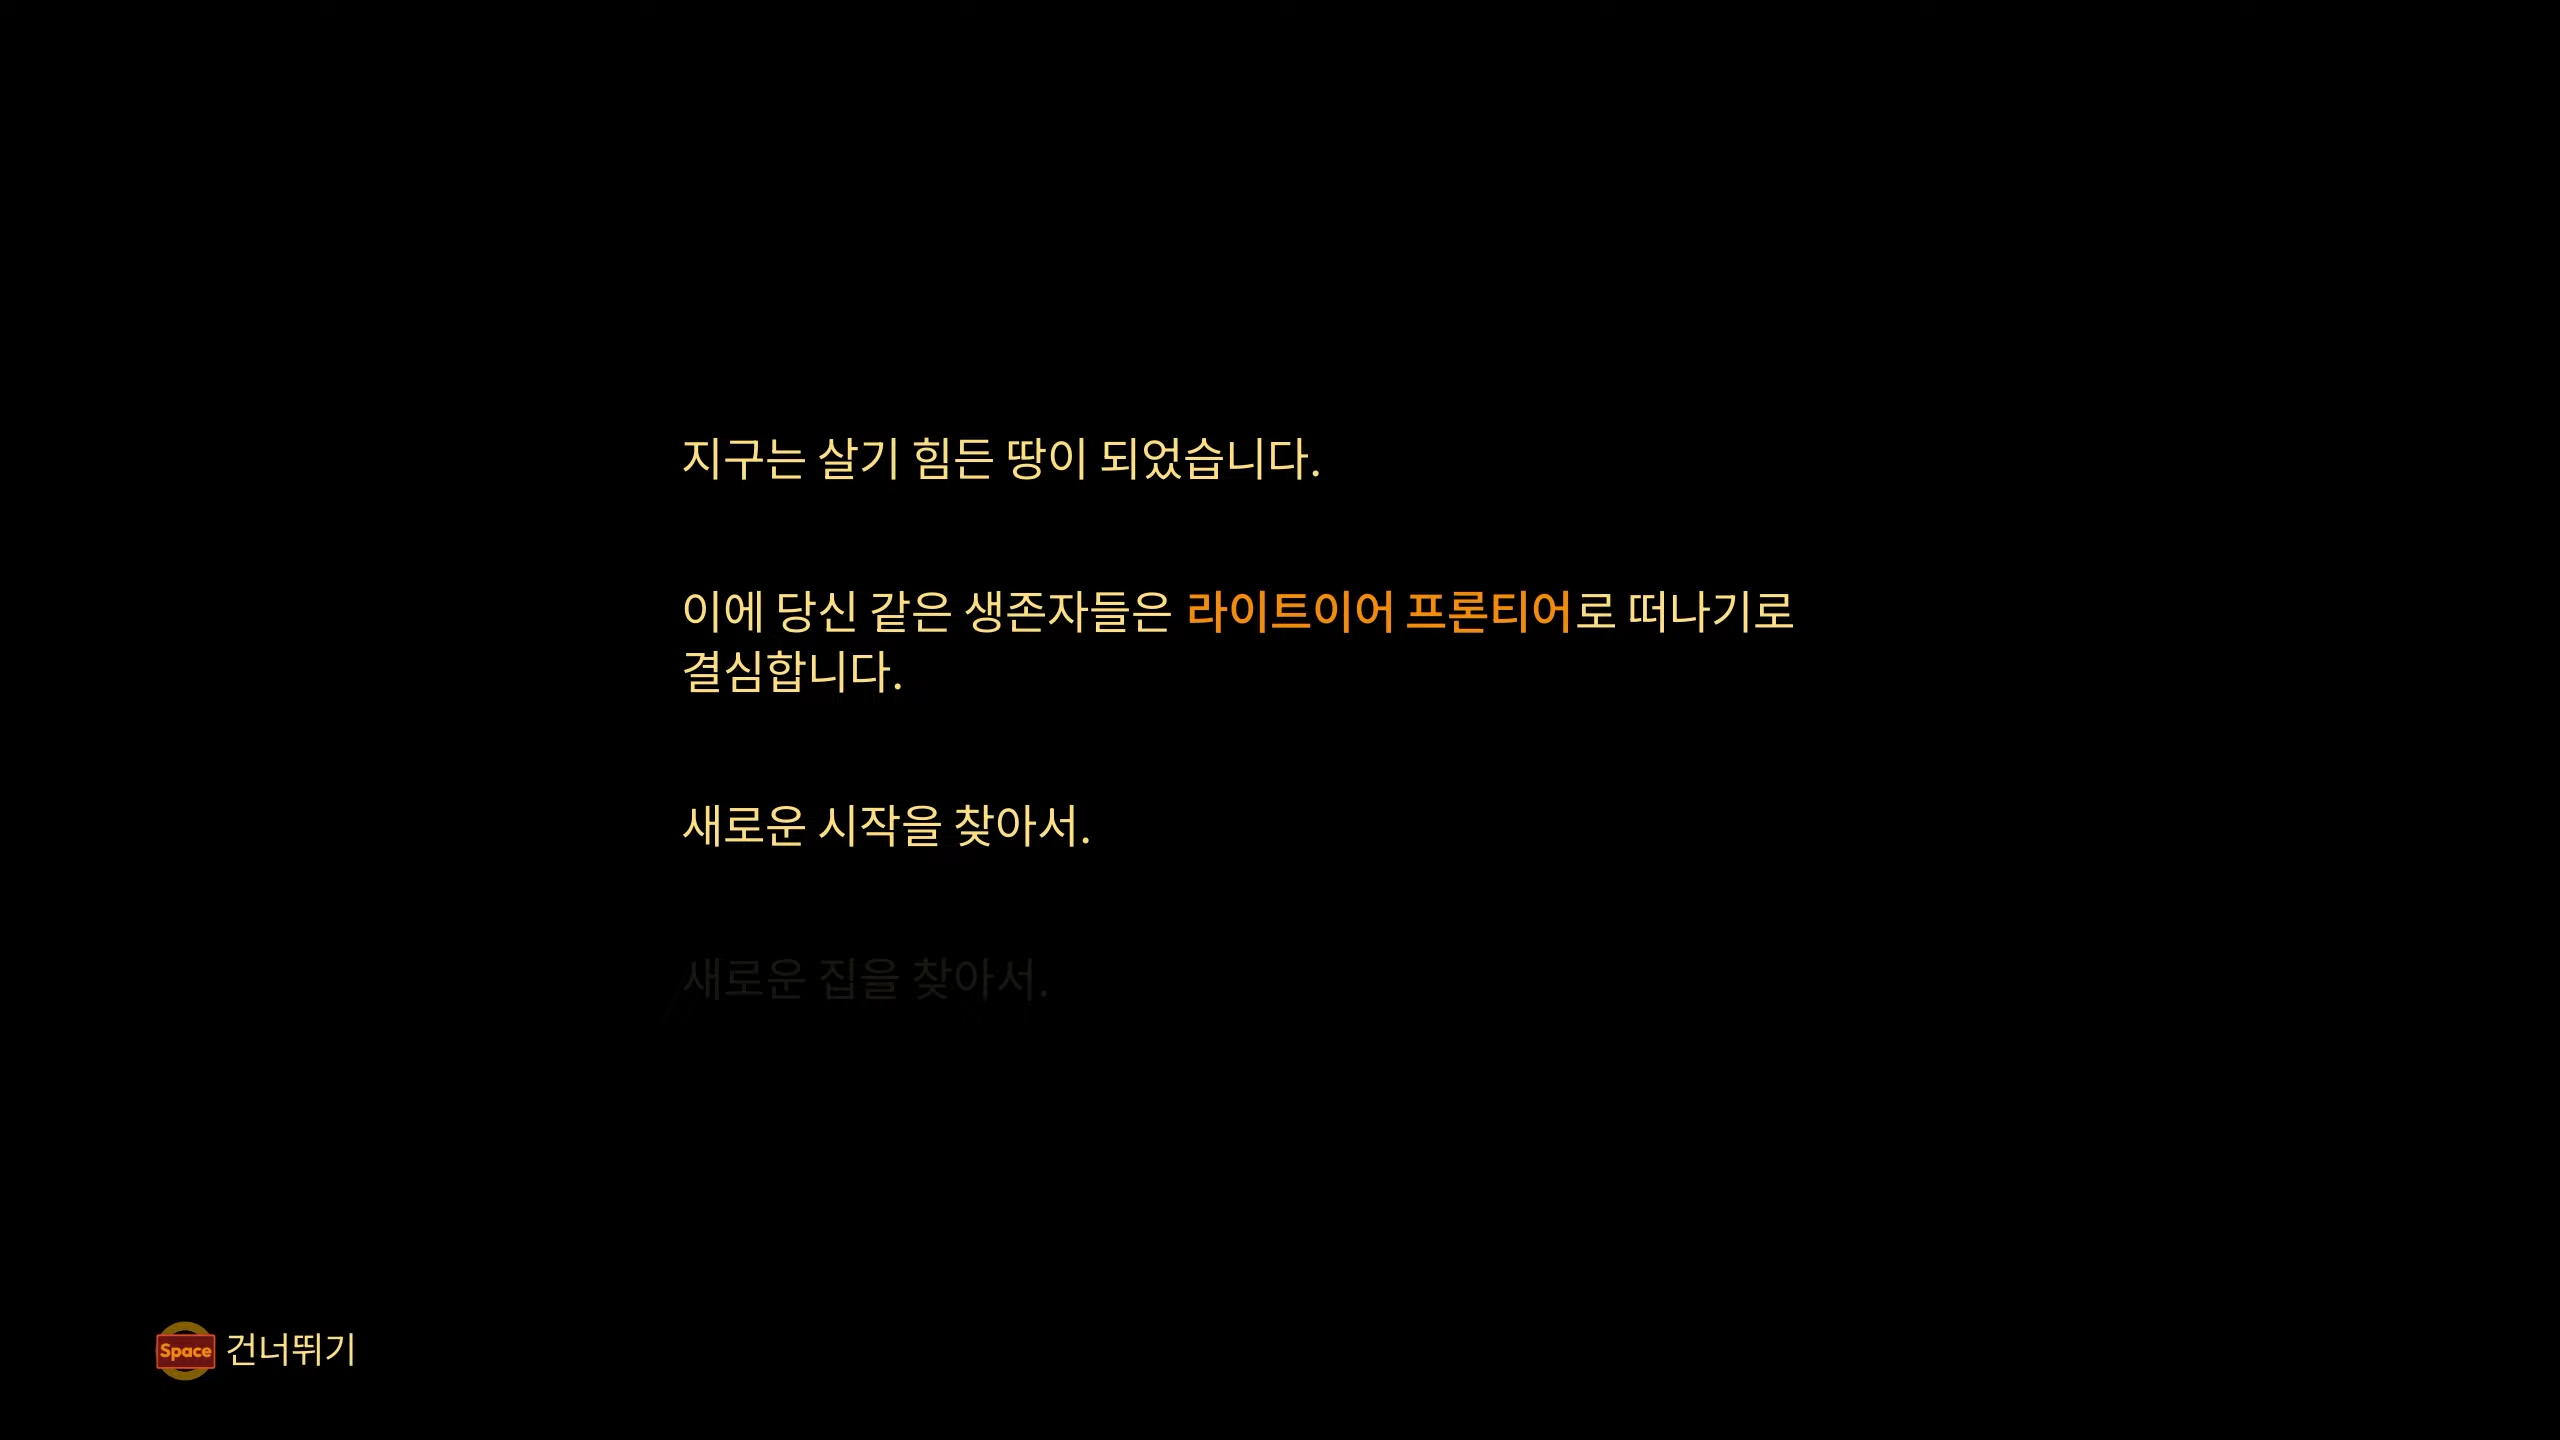 지구는 살기 힘든 땅이 되었습니다.
이에 당신 같은 생존자들은 라이트이어 프론티어로 떠나기로
결심합니다.
새로운 시작을 찾아서.
새로운 집을 찾아서.
Space 건너뛰기